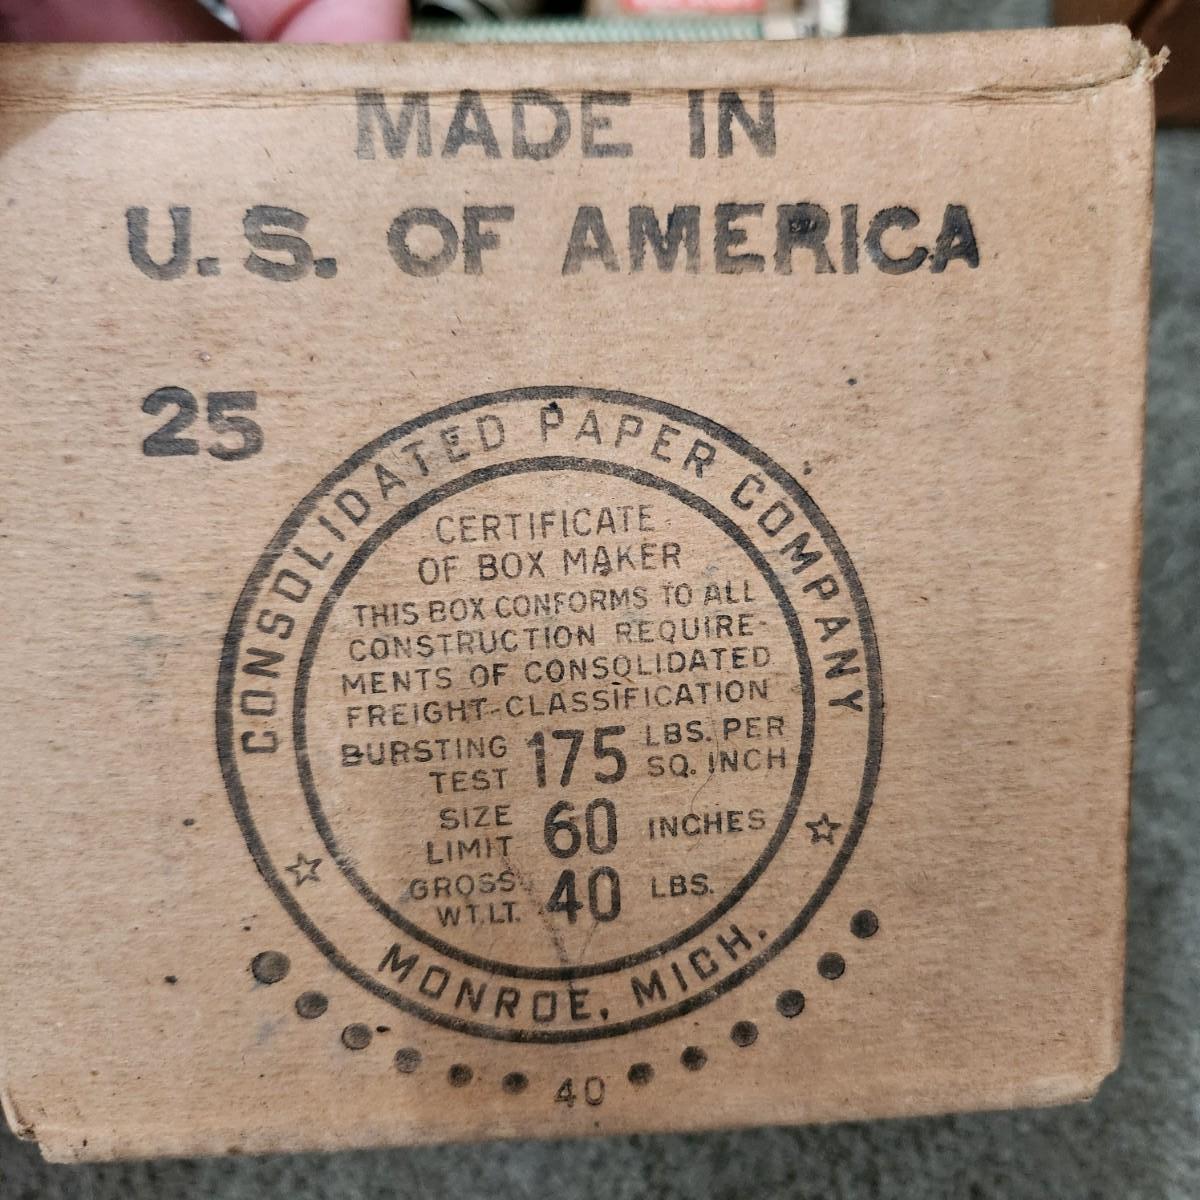 MADE IN
U.S. OF AMERICA
25
CONSOLIDATED PAPER COMPANY
CERTIFICATE
OF BOX MAKER
THIS BOX CONFORMS TO ALL
CONSTRUCTION REQUIRE-
MENTS OF CONSOLIDATED
FREIGHT-CLASSIFICATION
BURSTING TEST 175 LBS. PER SQ. INCH
SIZE LIMIT 60 INCHES
GROSS WT. LT. 40 LBS.
MONROE, MICH.
40